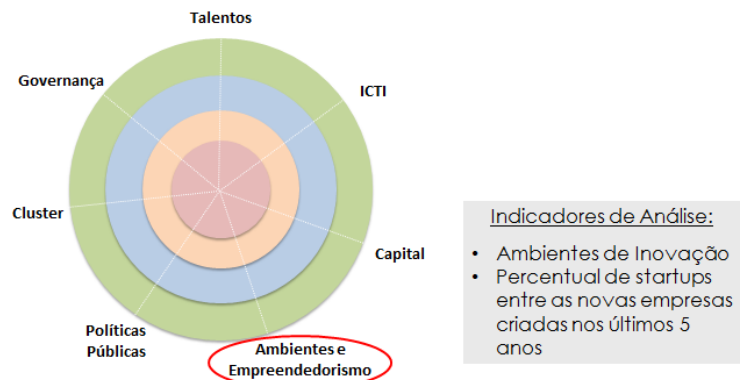 Talentos
Governança
ICTI
Cluster
Capital
Políticas
Públicas
Ambientes e
Empreendedorismo
Indicadores de Análise:
• Ambientes de Inovação
• Percentual de startups
entre as novas empresas
criadas nos últimos 5
anos